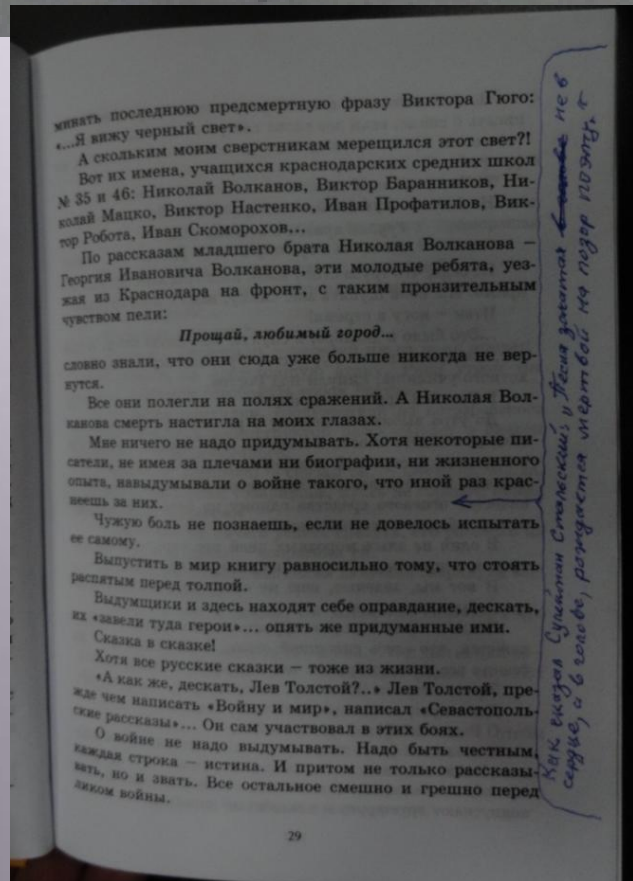 минать последнюю предсмертную фразу Виктора Гюго:
«...Я вижу черный свет».
А скольким моим сверстникам мерещился этот свет?!
Вот их имена, учащихся краснодарских средних школ
№ 35 и 46: Николай Волканов, Виктор Баранников, Ни-
колай Мацко, Виктор Настенко, Иван Профатилов, Вик-
тор Робота, Иван Скоморохов...
По рассказам младшего брата Николая Волканова –
Георгия Ивановича Волканова, эти молодые ребята, уез-
жая из Краснодара на фронт, с таким пронзительным
чувством пели:
Прощай, любимый город...
словно знали, что они сюда уже больше никогда не вер-
нутся.
Все они полегли на полях сражений. А Николая Вол-
канова смерть настигла на моих глазах.
Мне ничего не надо придумывать. Хотя некоторые пи-
сатели, не имея за плечами ни биографии, ни жизненного
опыта, навыдумывали о войне такого, что иной раз крас-
неешь за них.
Чужую боль не познаешь, если не довелось испытать
ее самому.
Выпустить в мир книгу равносильно тому, что стоять
распятым перед толпой.
Выдумщики и здесь находят себе оправдание, дескать,
их «завели туда герои»... опять же придуманные ими.
Сказка в сказке!
Хотя все русские сказки – тоже из жизни.
«А как же, дескать, Лев Толстой?..» Лев Толстой, пре-
жде чем написать «Войну и мир», написал «Севастополь-
ские рассказы»... Он сам участвовал в этих боях.
О войне не надо выдумывать. Надо быть честным,
каждая строка – истина. И притом не только рассказы-
вать, но и звать. Все остальное смешно и грешно перед
ликом войны.
29
Как сказал Сулейман Стальский: „Песня зачатая не в
сердце, а в голове, рождается мертвой на позор поэту.